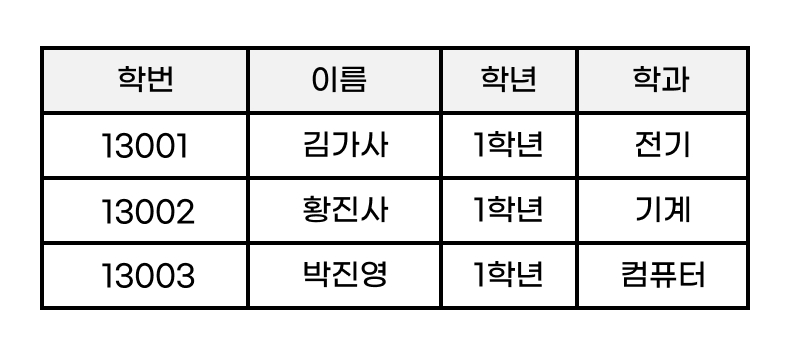 학번 이름 학년 학과
13001 김가사 1학년 전기
13002 황진사 1학년 기계
13003 박진영 1학년 컴퓨터